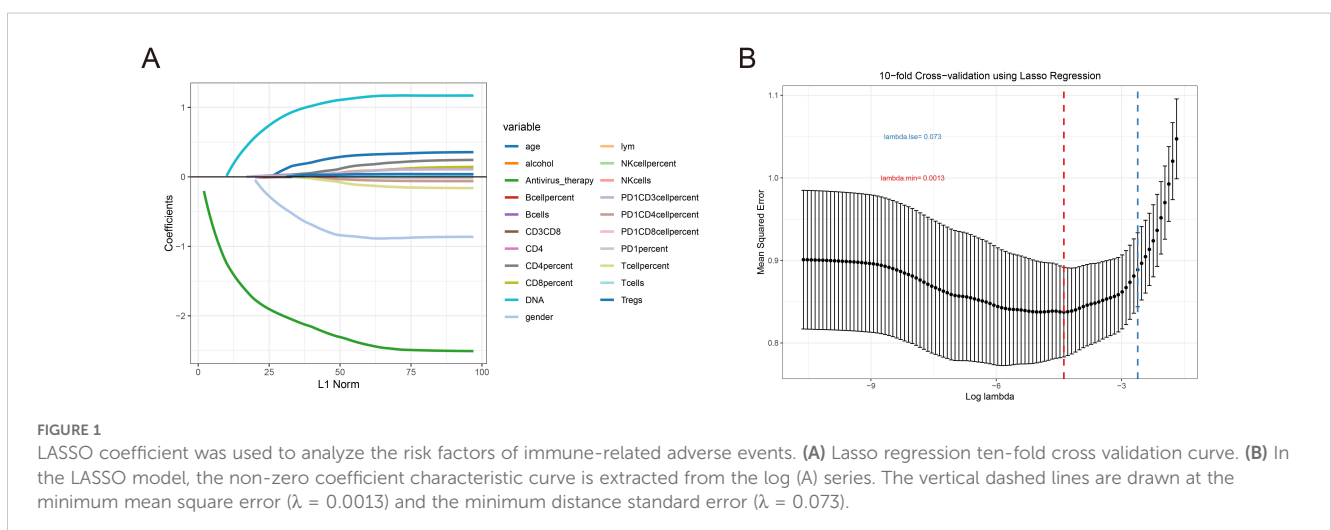 A
B
10-fold Cross-validation using Lasso Regression
1
0
-1
-2
Coefficients
0
25
50
75
100
L1 Norm
variable
age
alcohol
Antivirus_therapy
Bcellpercent
Bcells
CD3CD8
CD4
CD4percent
CD8percent
DNA
gender
lym
NKcellpercent
NKcells
PD1CD3cellpercent
PD1CD4cellpercent
PD1CD8cellpercent
PD1percent
Tcellpercent
Tcells
Tregs
1.1
1.0
0.9
0.8
Mean Squared Error
lambda.lse= 0.073
lambda.min= 0.0013
-9
-6
-3
Log lambda
FIGURE 1
LASSO coefficient was used to analyze the risk factors of immune-related adverse events. (A) Lasso regression ten-fold cross validation curve. (B) In
the LASSO model, the non-zero coefficient characteristic curve is extracted from the log (A) series. The vertical dashed lines are drawn at the
minimum mean square error (λ = 0.0013) and the minimum distance standard error (λ = 0.073).